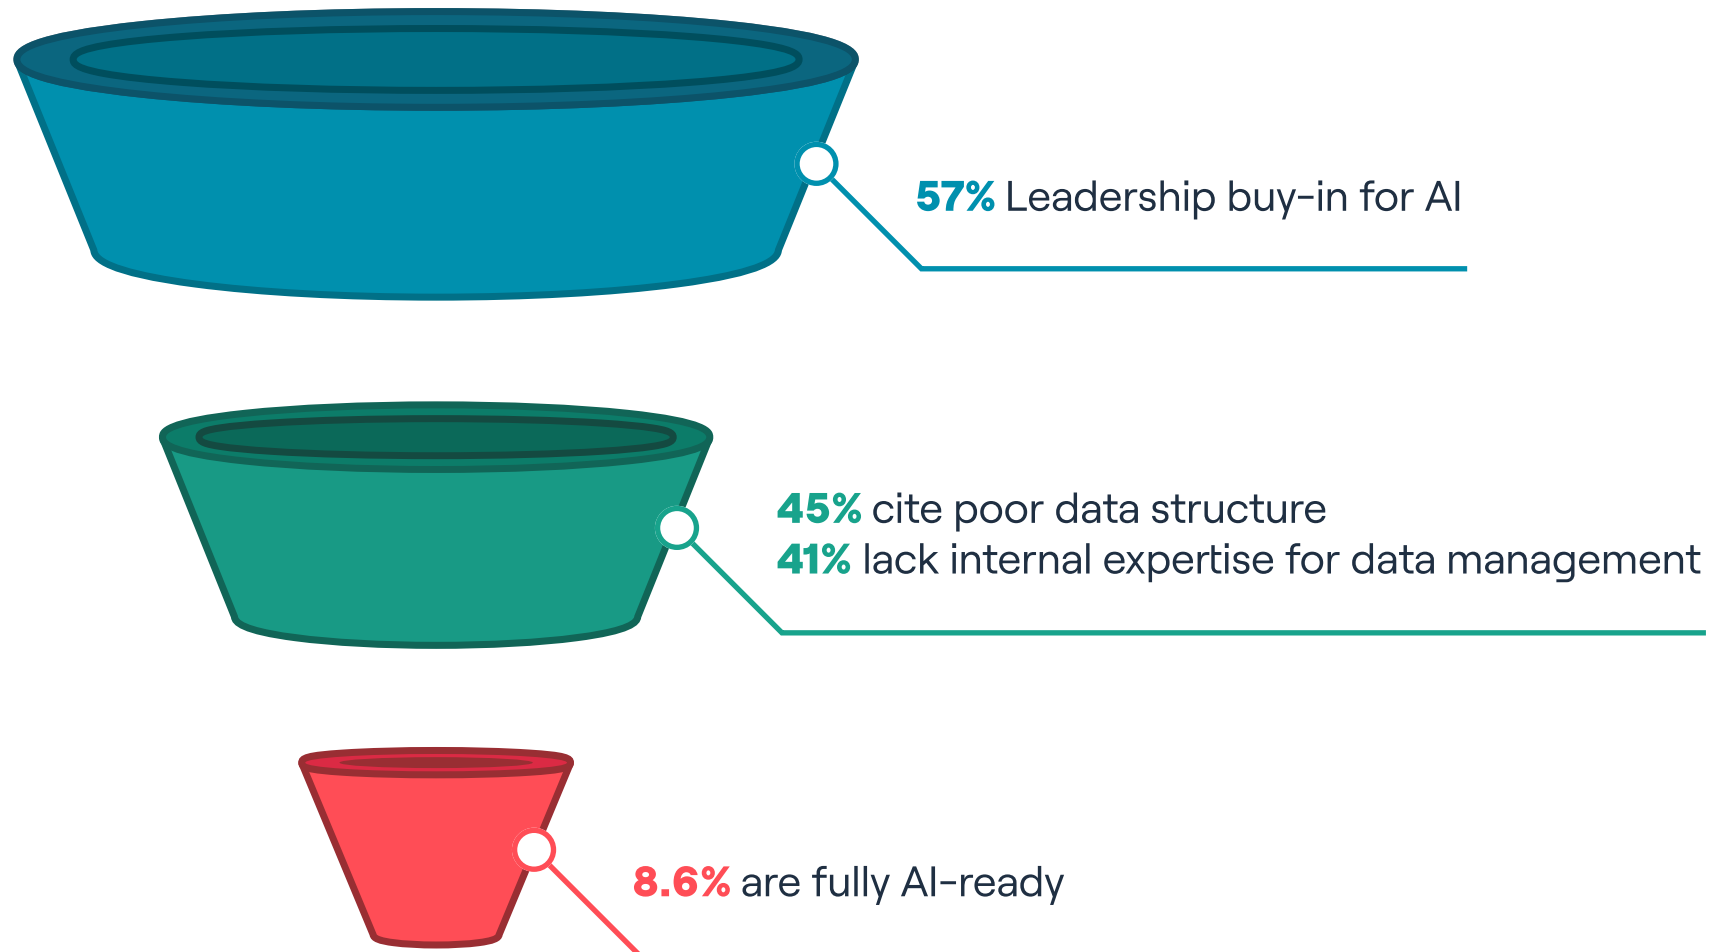 57% Leadership buy-in for AI
45% cite poor data structure
41% lack internal expertise for data management
8.6% are fully AI-ready